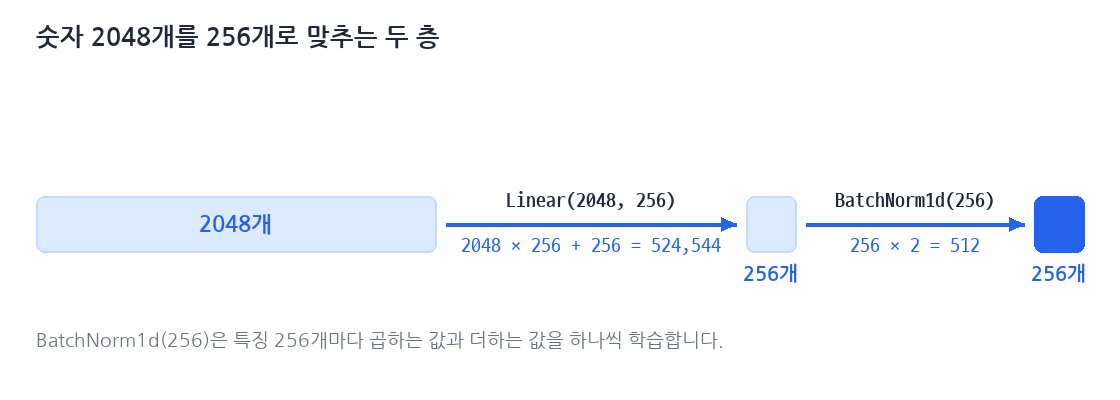 숫자 2048개를 256개로 맞추는 두 층
2048개
Linear(2048, 256)
2048 × 256 + 256 = 524,544
256개
BatchNorm1d(256)
256 × 2 = 512
256개
BatchNorm1d(256)은 특징 256개마다 곱하는 값과 더하는 값을 하나씩 학습합니다.